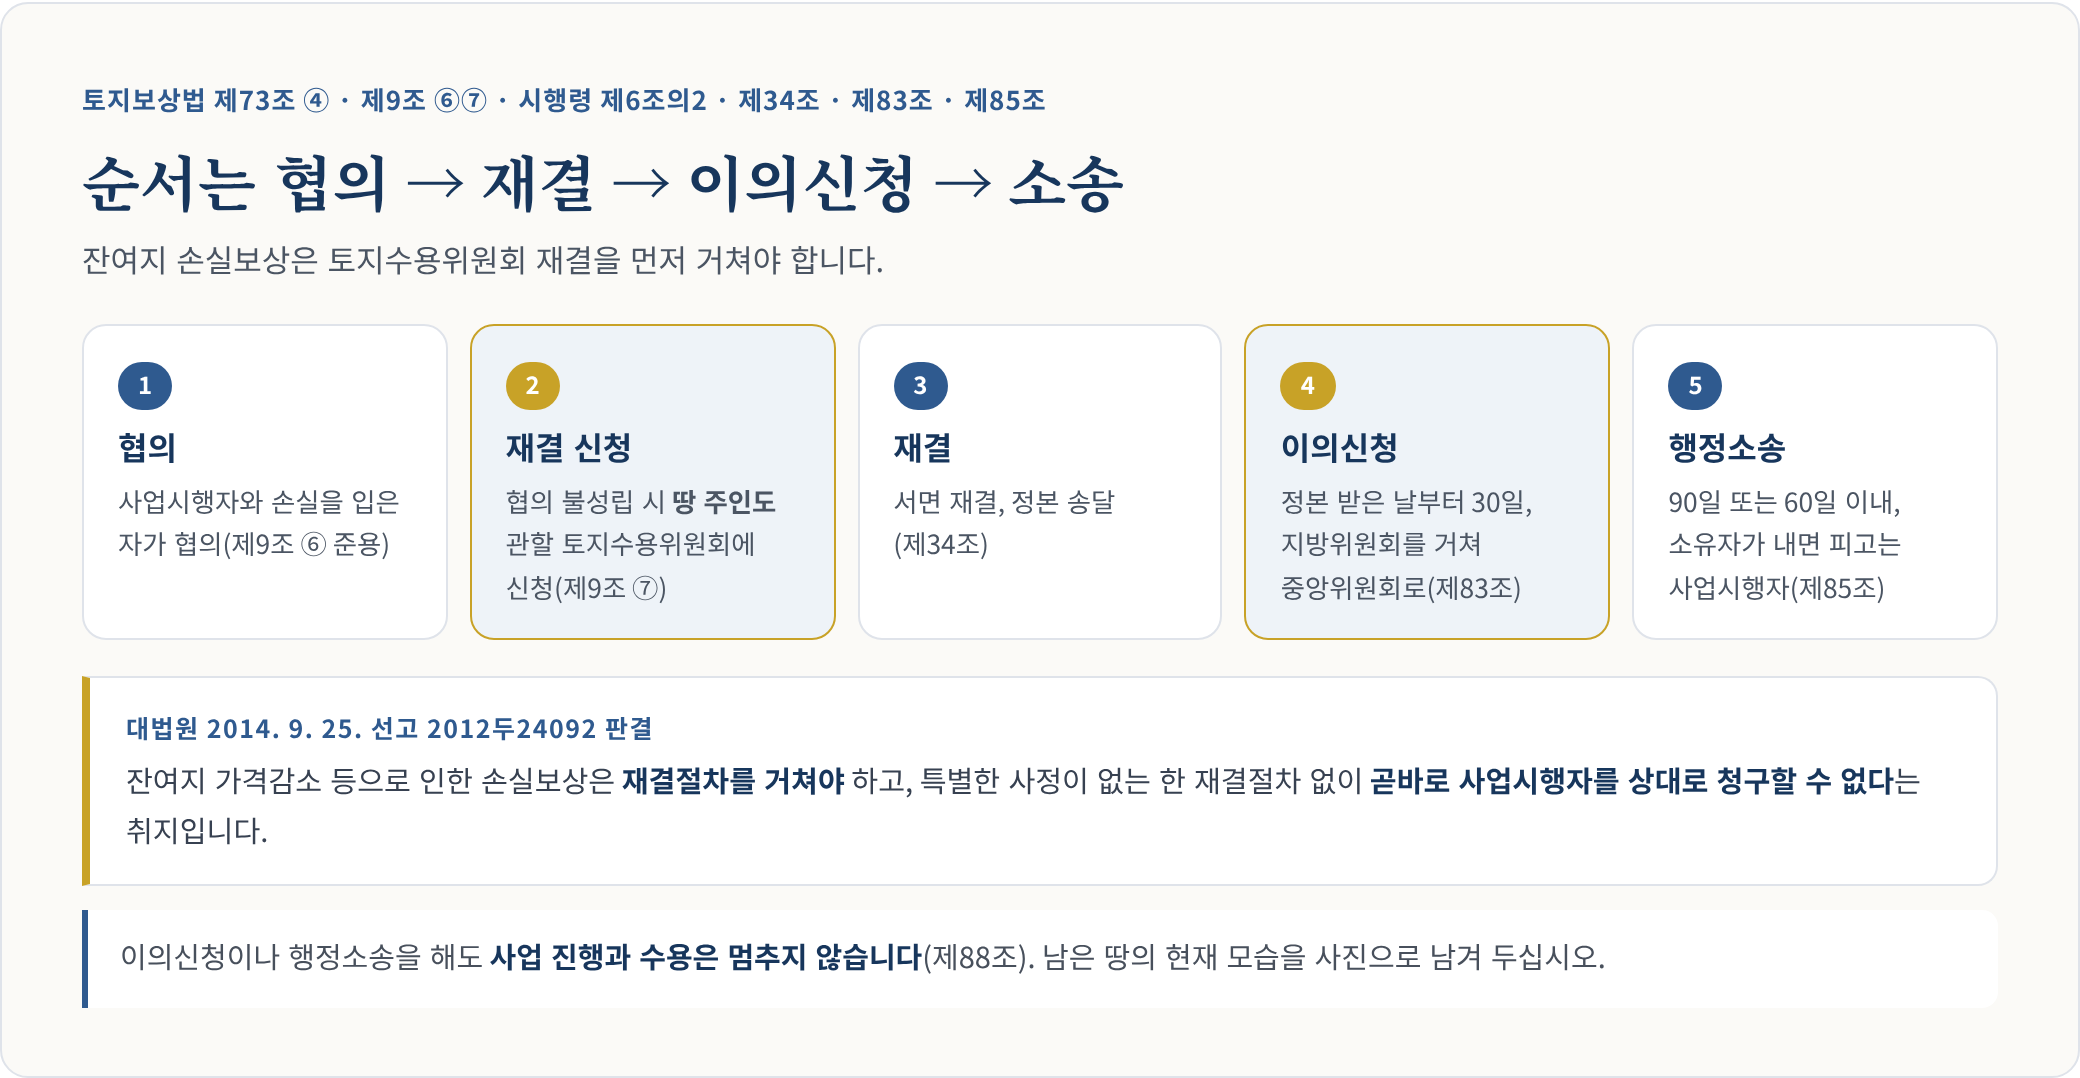 토지보상법 제73조 ④ · 제9조 ⑥⑦ · 시행령 제6조의2 · 제34조 · 제83조 · 제85조
순서는 협의 → 재결 → 이의신청 → 소송
잔여지 손실보상은 토지수용위원회 재결을 먼저 거쳐야 합니다.
1
협의
사업시행자와 손실을 입은
자가 협의(제9조 ⑥ 준용)
2
재결 신청
협의 불성립 시 땅 주인도
관할 토지수용위원회에
신청(제9조 ⑦)
3
재결
서면 재결, 정본 송달
(제34조)
4
이의신청
정본 받은 날부터 30일,
지방위원회를 거쳐
중앙위원회로(제83조)
5
행정소송
90일 또는 60일 이내,
소유자가 내면 피고는
사업시행자(제85조)
대법원 2014. 9. 25. 선고 2012두24092 판결
잔여지 가격감소 등으로 인한 손실보상은 재결절차를 거쳐야 하고, 특별한 사정이 없는 한 재결절차 없이 곧바로 사업시행자를 상대로 청구할 수 없다는
취지입니다.
이의신청이나 행정소송을 해도 사업 진행과 수용은 멈추지 않습니다(제88조). 남은 땅의 현재 모습을 사진으로 남겨 두십시오.